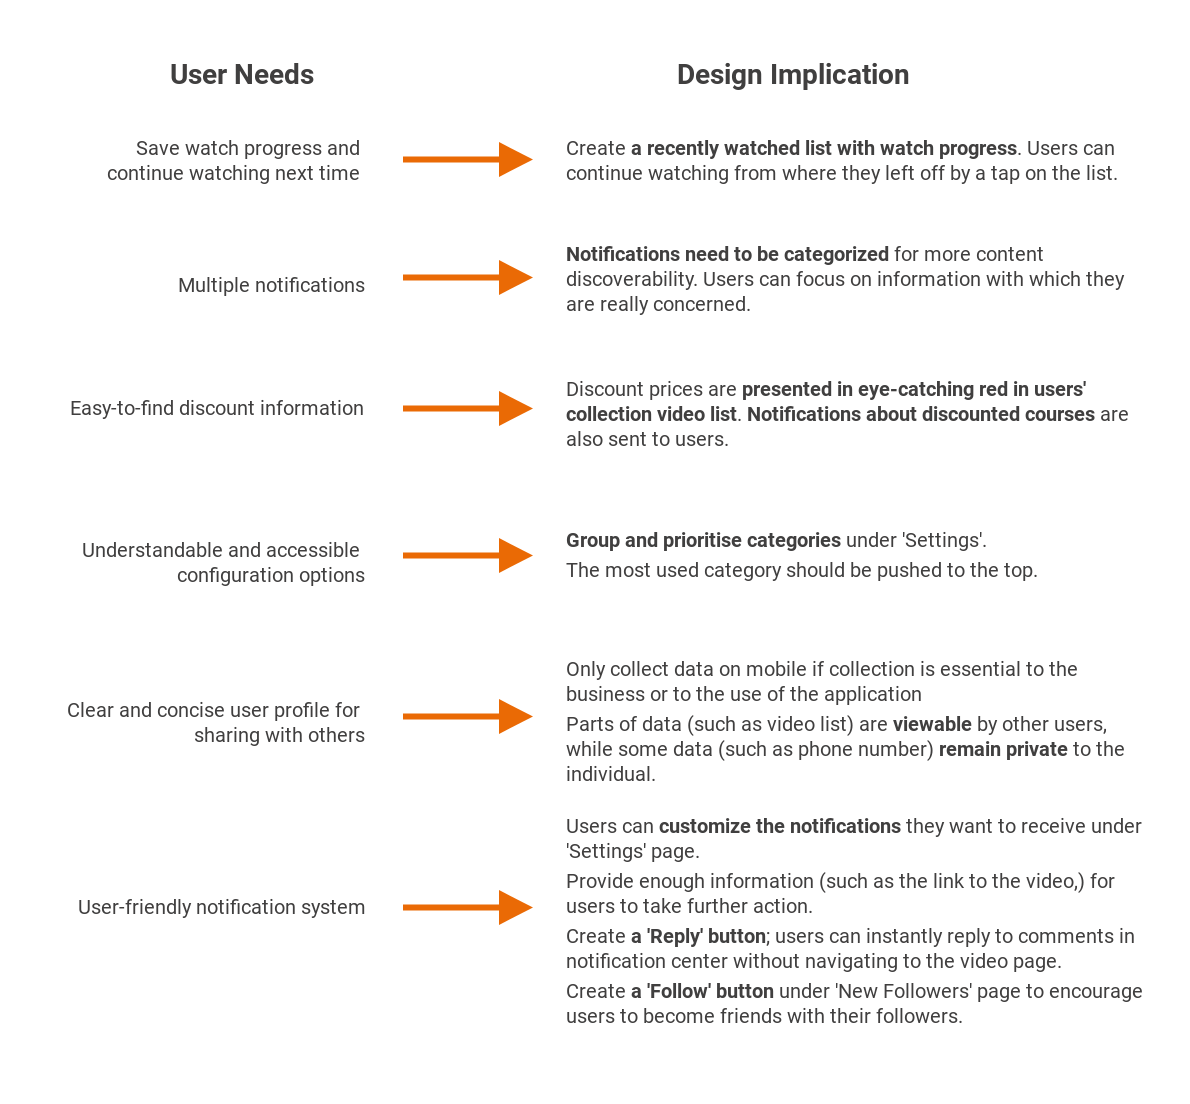 User Needs
Design Implication
Save watch progress and
continue watching next time
Create a recently watched list with watch progress. Users can
continue watching from where they left off by a tap on the list.
Multiple notifications
Notifications need to be categorized for more content
discoverability. Users can focus on information with which they
are really concerned.
Easy-to-find discount information
Discount prices are presented in eye-catching red in users'
collection video list. Notifications about discounted courses are
also sent to users.
Understandable and accessible
configuration options
Group and prioritise categories under 'Settings'.
The most used category should be pushed to the top.
Clear and concise user profile for
sharing with others
Only collect data on mobile if collection is essential to the
business or to the use of the application
Parts of data (such as video list) are viewable by other users,
while some data (such as phone number) remain private to the
individual.
User-friendly notification system
Users can customize the notifications they want to receive under
'Settings' page.
Provide enough information (such as the link to the video,) for
users to take further action.
Create a 'Reply' button; users can instantly reply to comments in
notification center without navigating to the video page.
Create a 'Follow' button under 'New Followers' page to encourage
users to become friends with their followers.